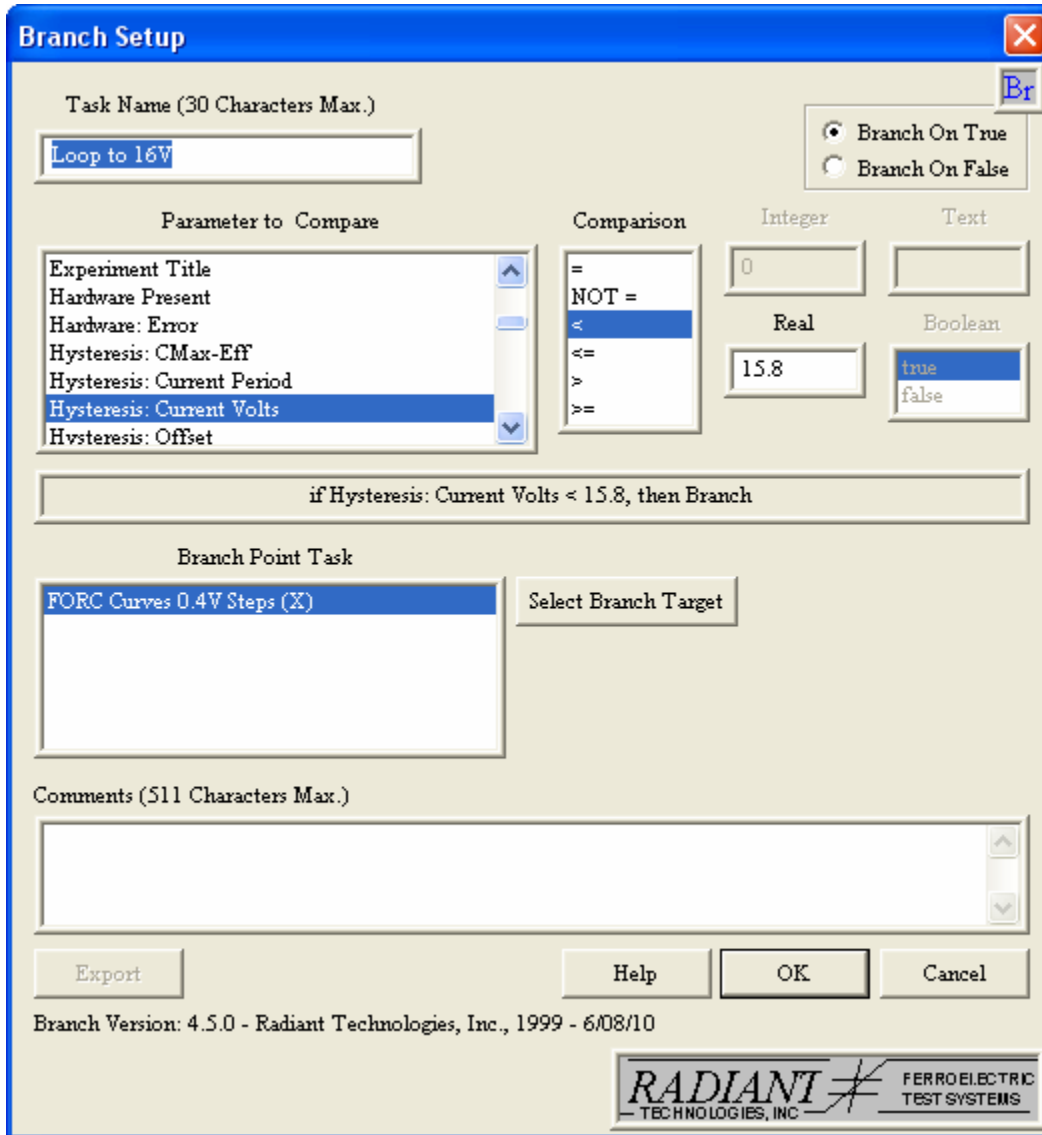 Branch Setup
Br
Task Name (30 Characters Max.)
Loop to 16V
Branch On True
Branch On False
Parameter to Compare
Experiment Title
Hardware Present
Hardware: Error
Hysteresis: CMax-Eff
Hysteresis: Current Period
Hysteresis: Current Volts
Hysteresis: Offset
Comparison
=
NOT =
<
<=
>
>=
Integer
0
Text
Real
15.8
Boolean
true
false
if Hysteresis: Current Volts < 15.8, then Branch
Branch Point Task
FORC Curves 0.4V Steps (X)
Select Branch Target
Comments (511 Characters Max.)
Export
Help
OK
Cancel
Branch Version: 4.5.0 - Radiant Technologies, Inc., 1999 - 6/08/10
RADIANT
TECHNOLOGIES, INC
FERROELECTRIC
TEST SYSTEMS